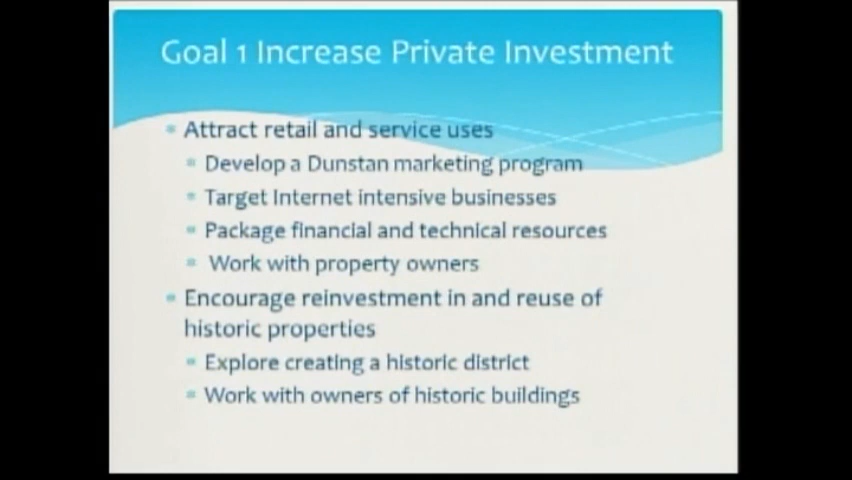 Goal 1 Increase Private Investment
Attract retail and service uses
Develop a Dunstan marketing program
Target Internet intensive businesses
Package financial and technical resources
Work with property owners
Encourage reinvestment in and reuse of
historic properties
Explore creating a historic district
Work with owners of historic buildings